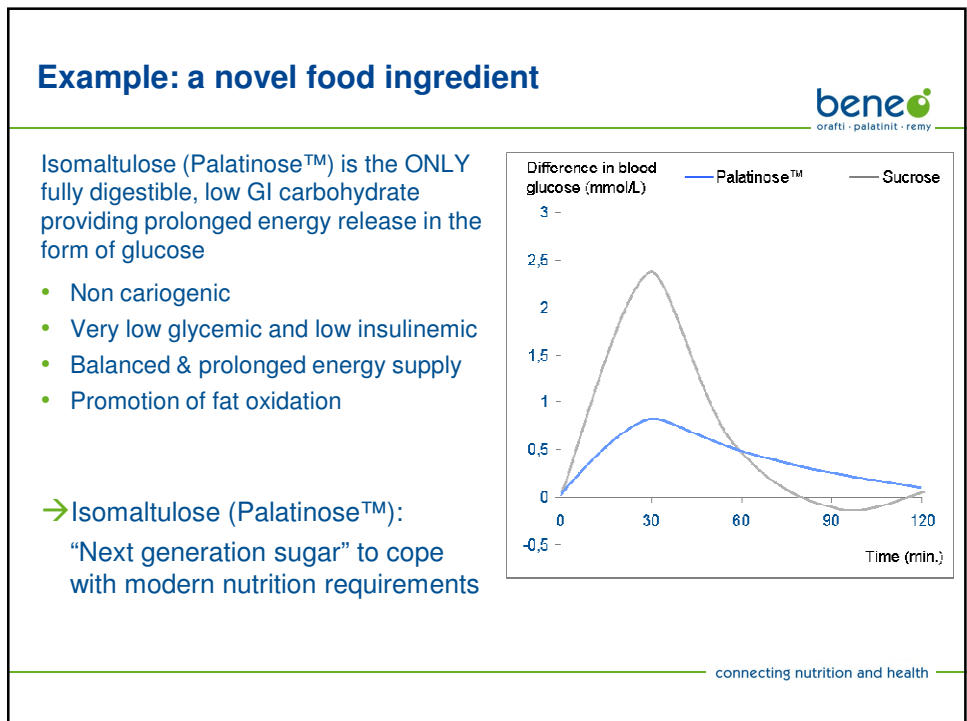 Example: a novel food ingredient
beneo
orafti · palatinit · remy
Isomaltulose (Palatinose™) is the ONLY
fully digestible, low GI carbohydrate
providing prolonged energy release in the
form of glucose
• Non cariogenic
• Very low glycemic and low insulinemic
• Balanced & prolonged energy supply
• Promotion of fat oxidation
→Isomaltulose (Palatinose™):
“Next generation sugar” to cope
with modern nutrition requirements
Difference in blood
glucose (mmol/L)
Palatinose™
Sucrose
3
2,5
2
1,5
1
0,5
0
-0,5
0 30 60 90 120
Time (min.)
connecting nutrition and health